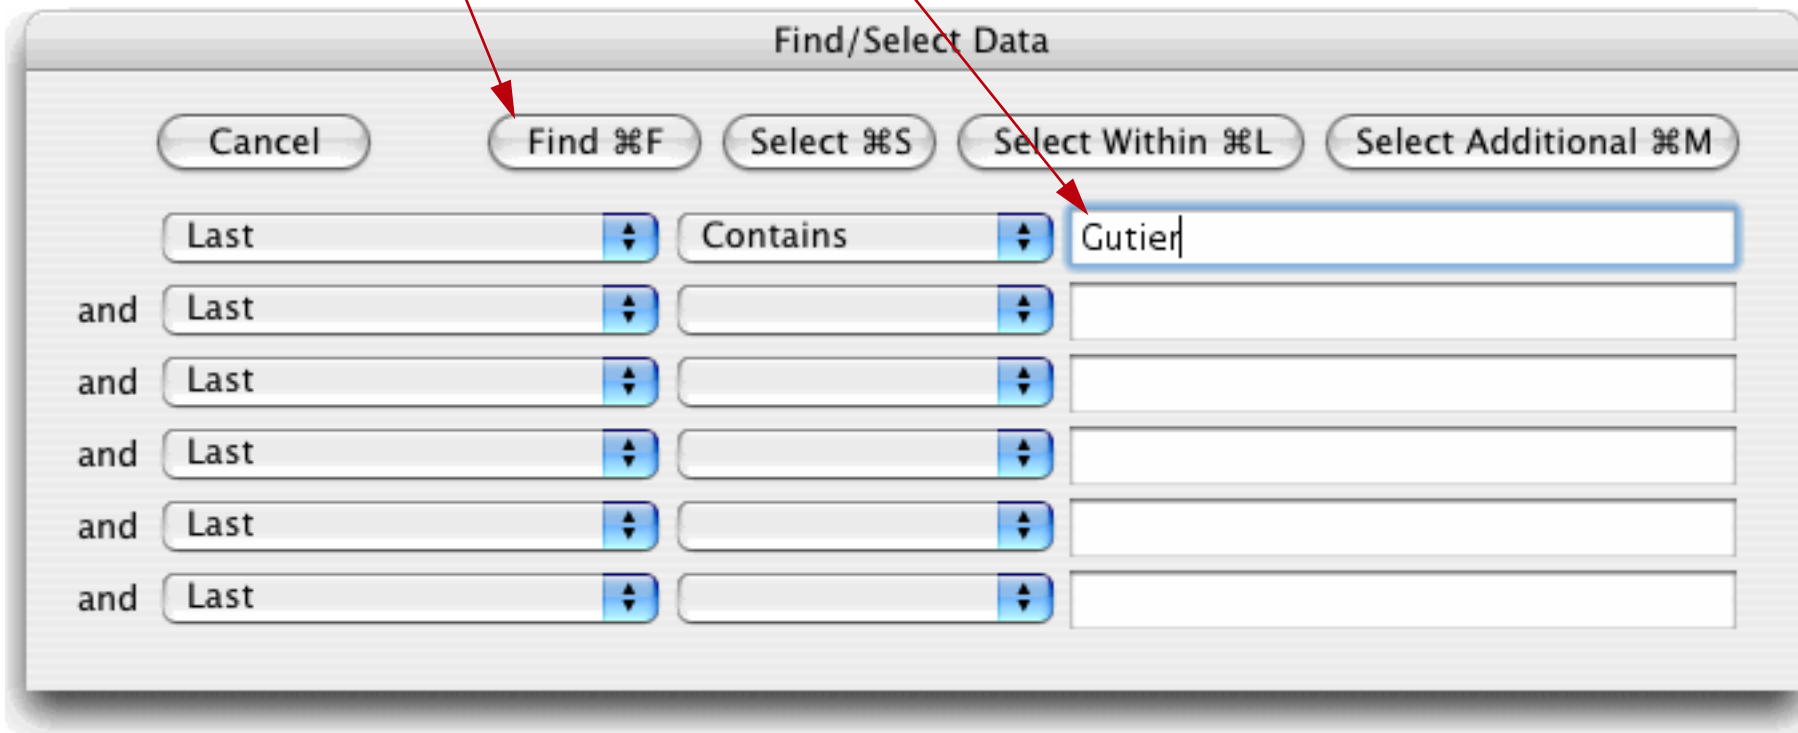 Find/Select Data
Cancel Find ⌘F Select ⌘S Select Within ⌘L Select Additional ⌘M
Last Contains Gutier
and Last
and Last
and Last
and Last
and Last